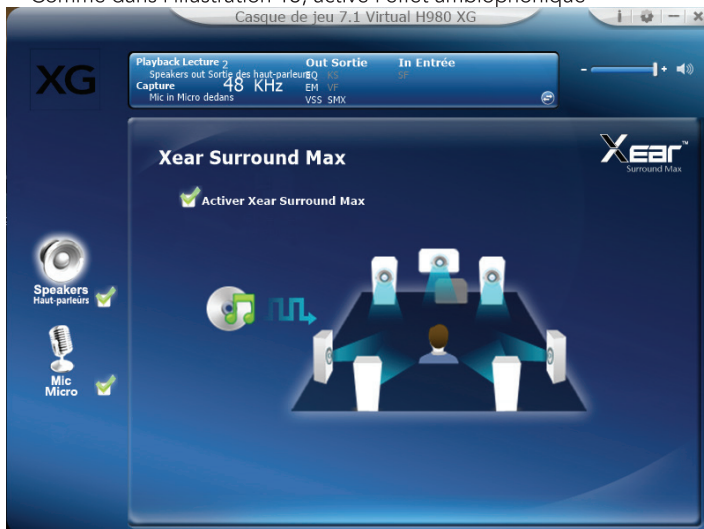 Comme dans l'illustration 10, active l'effet ambiophonique
Casque de jeu 7.1 Virtual H980 XG
XG
Playback Lecture 2
Speakers out Sortie des haut-parleurs
Capture 48 KHz
Mic in Micro dedans
Out Sortie
EQ KS
EM VF
VSS SMX
In Entrée
SF
Xear Surround Max
Xear™
Surround Max
Activer Xear Surround Max
Speakers
Haut-parleurs
Mic
Micro